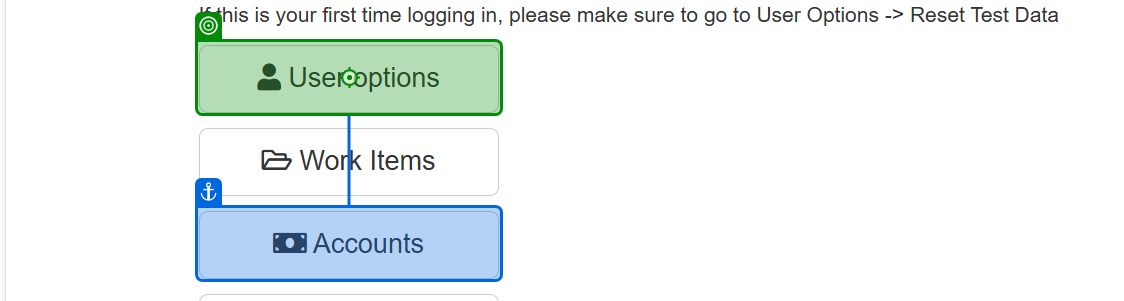 If this is your first time logging in, please make sure to go to User Options -> Reset Test Data
User options
Work Items
Accounts